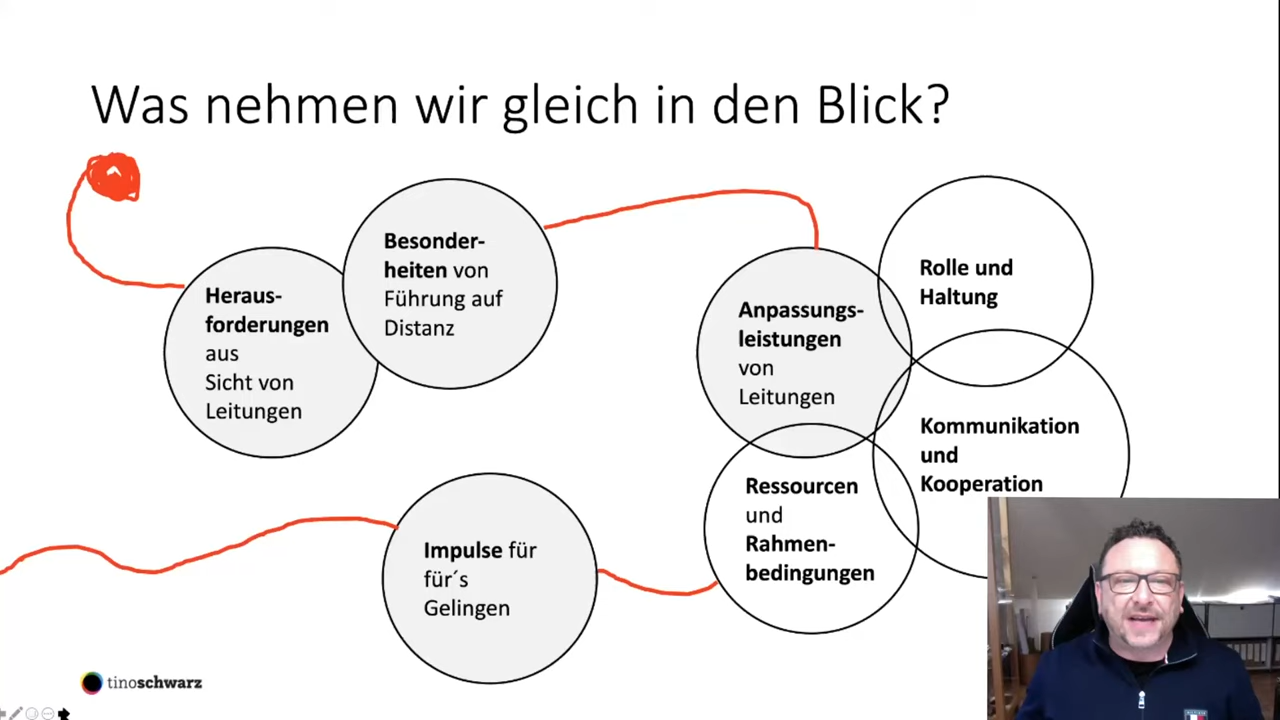 Was nehmen wir gleich in den Blick?
Heraus-
forderungen
aus
Sicht von
Leitungen
Besonder-
heiten von
Führung auf
Distanz
Anpassungs-
leistungen
von
Leitungen
Rolle und
Haltung
Kommunikation
und
Kooperation
Ressourcen
und
Rahmen-
bedingungen
Impulse für
für´s
Gelingen
tinoschwarz